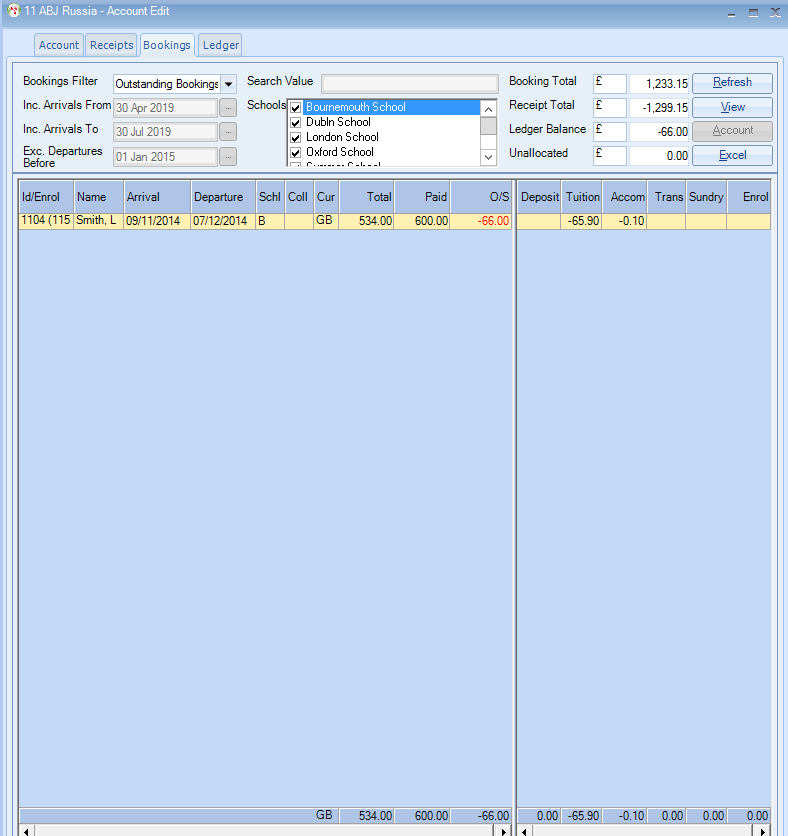 11 ABJ Russia - Account Edit
Account Receipts Bookings Ledger
Bookings Filter Outstanding Bookings Search Value Booking Total £ 1,233.15 Refresh
Inc. Arrivals From 30 Apr 2019 ... Schools Bournemouth School Receipt Total £ -1,299.15 View
Dubln School
Inc. Arrivals To 30 Jul 2019 ... London School Ledger Balance £ -66.00 Account
Exc. Departures Before 01 Jan 2015 ... Oxford School Unallocated £ 0.00 Excel
Id/Enrol Name Arrival Departure Schl Coll Cur Total Paid O/S Deposit Tuition Accom Trans Sundry Enrol
1104 (115 Smith, L 09/11/2014 07/12/2014 B GB 534.00 600.00 -66.00 -65.90 -0.10
GB 534.00 600.00 -66.00 0.00 -65.90 -0.10 0.00 0.00 0.00